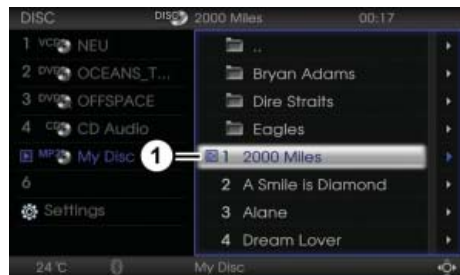 DISC DISC 2000 Miles 00:17
1 VCD NEU
2 DVD OCEANS_T...
3 DVD OFFSPACE
4 CD CD Audio
MP3 My Disc
6
Settings
..
Bryan Adams
Dire Straits
Eagles
1
1 2000 Miles
2 A Smile is Diamond
3 Alane
4 Dream Lover
24°C My Disc